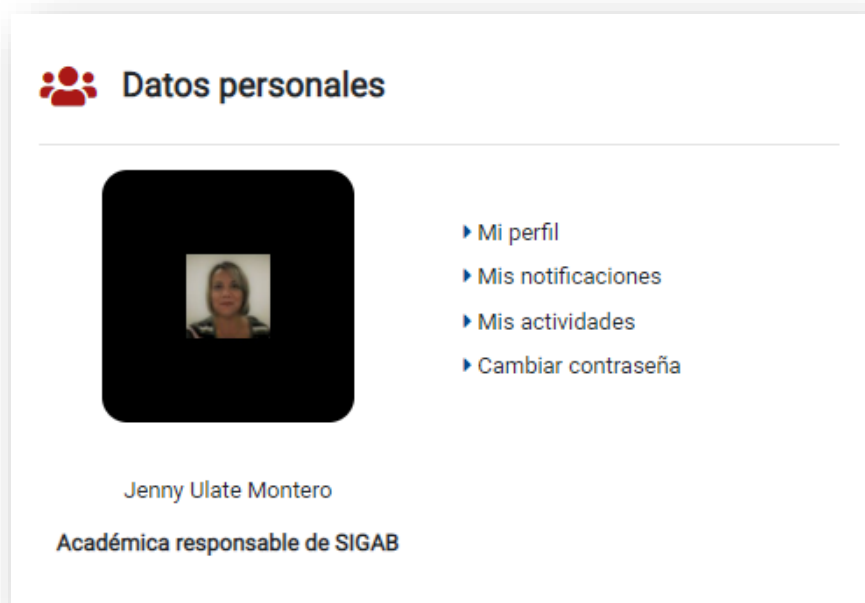 Datos personales
Mi perfil
Mis notificaciones
Mis actividades
Cambiar contraseña
Jenny Ulate Montero
Académica responsable de SIGAB